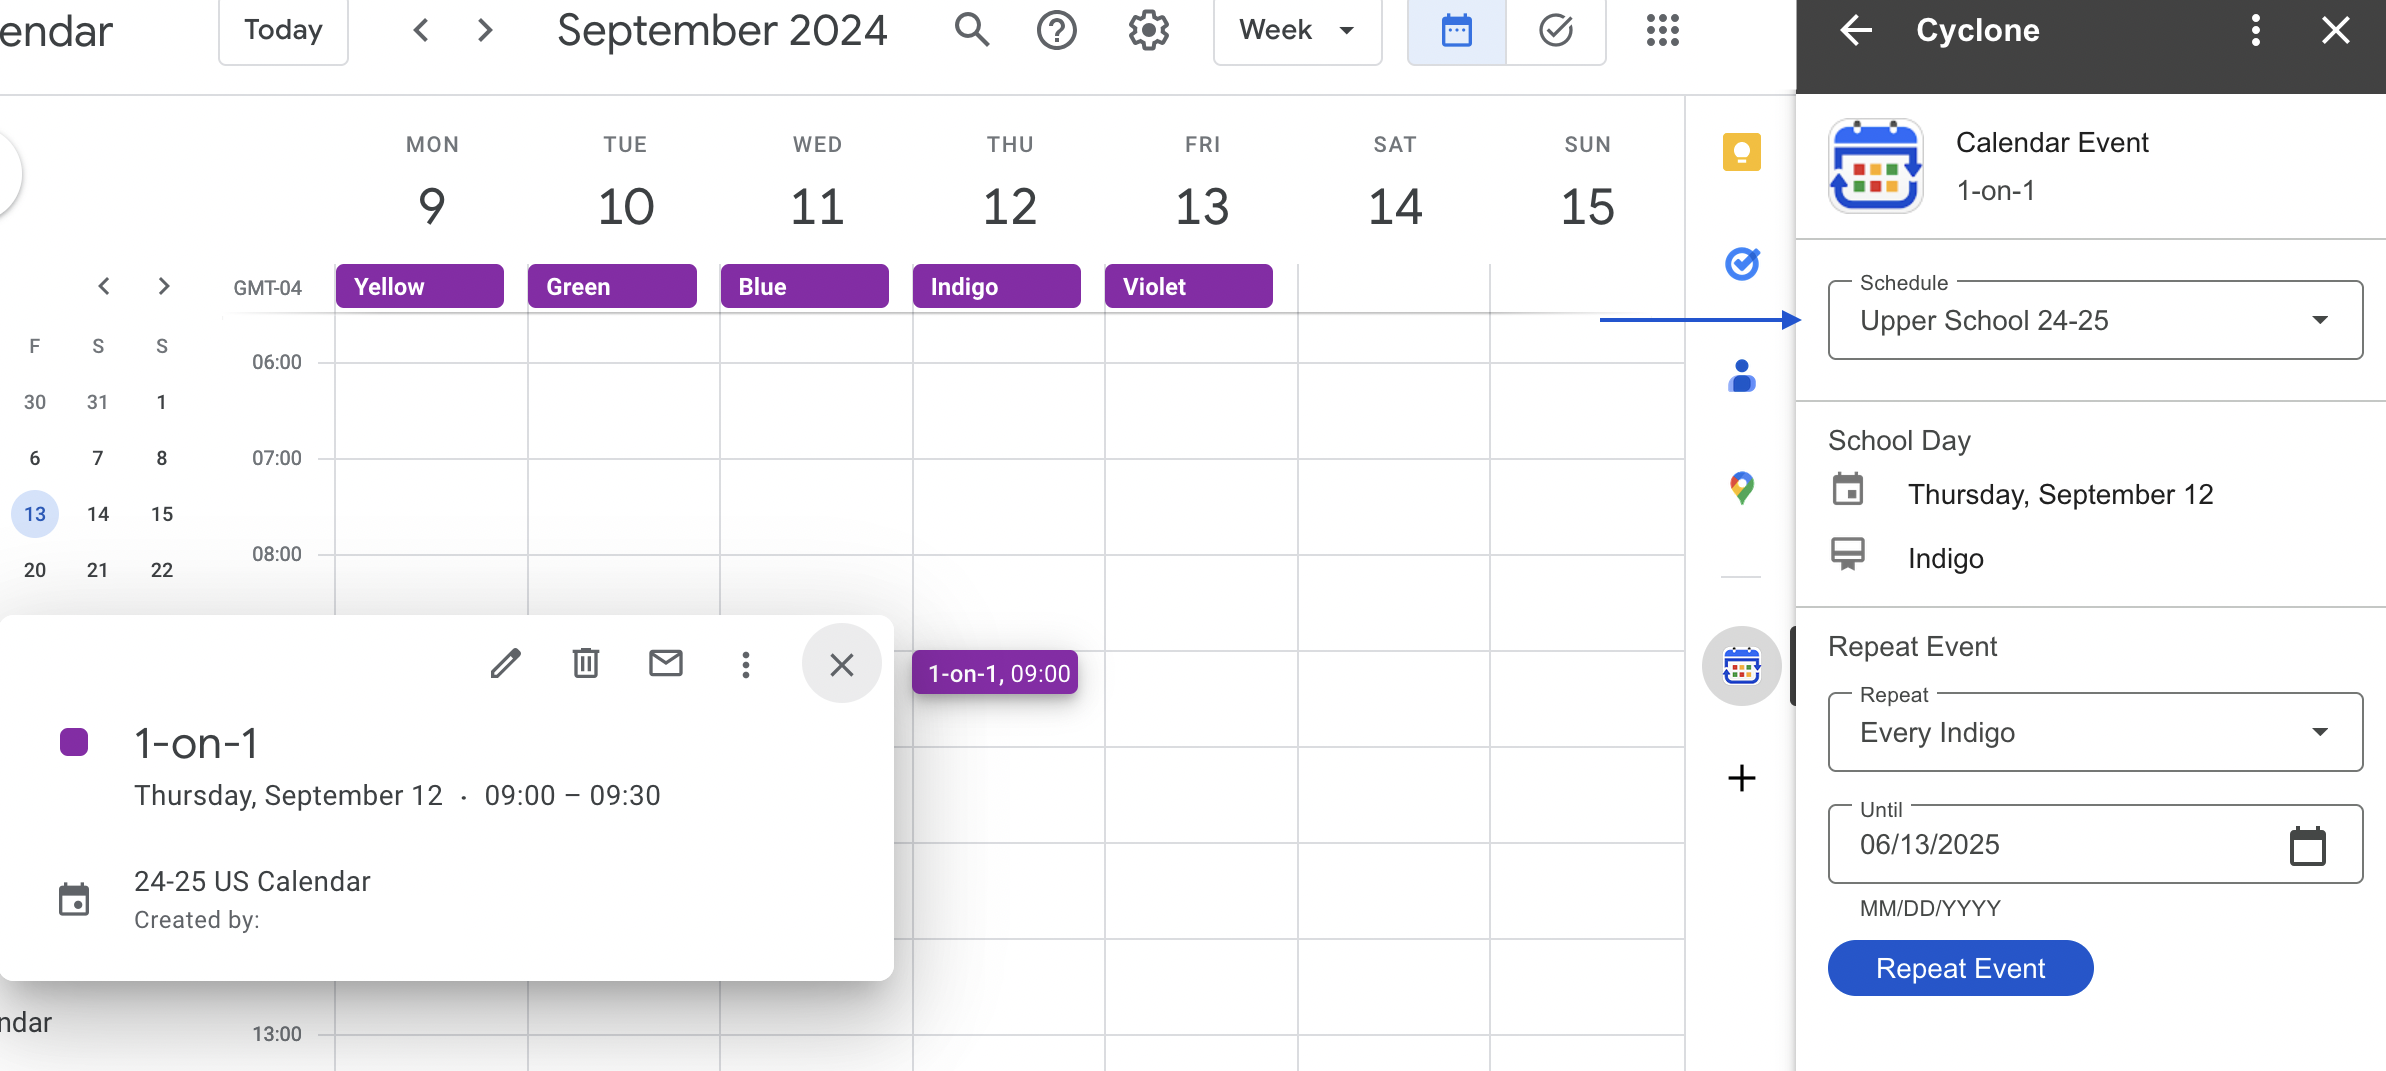 endar
Today
September 2024
Week
MON TUE WED THU FRI SAT SUN
9 10 11 12 13 14 15
GMT-04 Yellow Green Blue Indigo Violet
F S S
30 31 1
6 7 8
13 14 15
20 21 22
06:00
07:00
08:00
1-on-1, 09:00
1-on-1
Thursday, September 12 · 09:00 – 09:30
24-25 US Calendar
Created by:
ndar
13:00
Cyclone
Calendar Event
1-on-1
Schedule
Upper School 24-25
School Day
Thursday, September 12
Indigo
Repeat Event
Repeat
Every Indigo
Until
06/13/2025
MM/DD/YYYY
Repeat Event